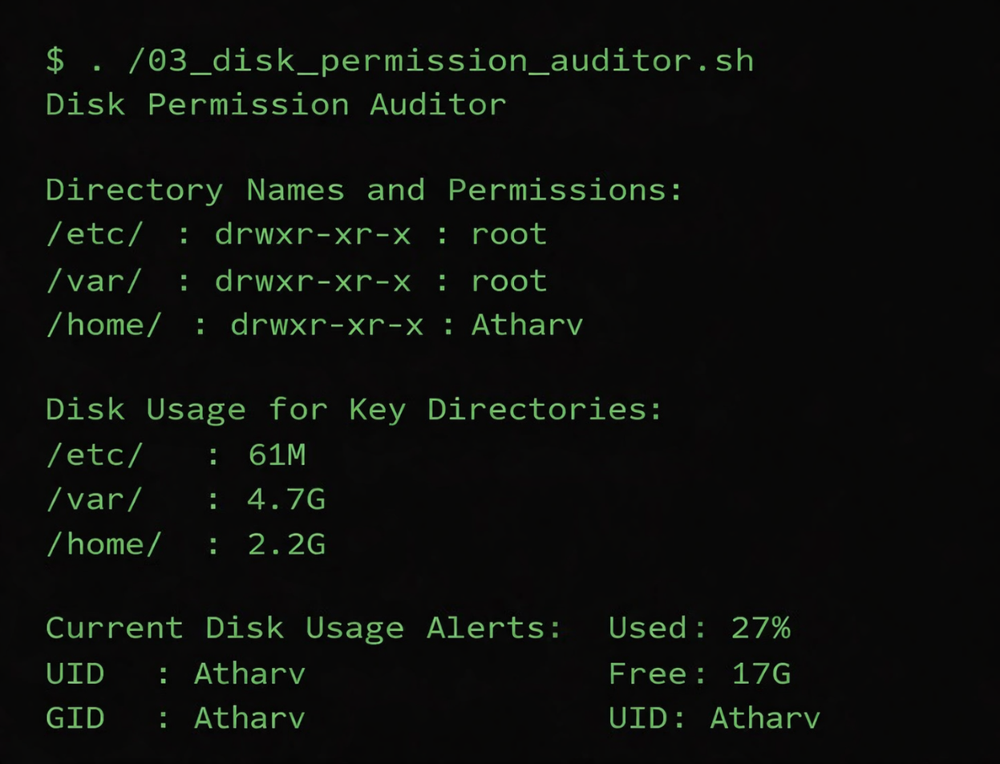 $ . /03_disk_permission_auditor.sh
Disk Permission Auditor
Directory Names and Permissions:
/etc/ : drwxr-xr-x : root
/var/ : drwxr-xr-x : root
/home/ : drwxr-xr-x : Atharv
Disk Usage for Key Directories:
/etc/ : 61M
/var/ : 4.7G
/home/ : 2.2G
Current Disk Usage Alerts: Used: 27%
UID : Atharv Free: 17G
GID : Atharv UID: Atharv